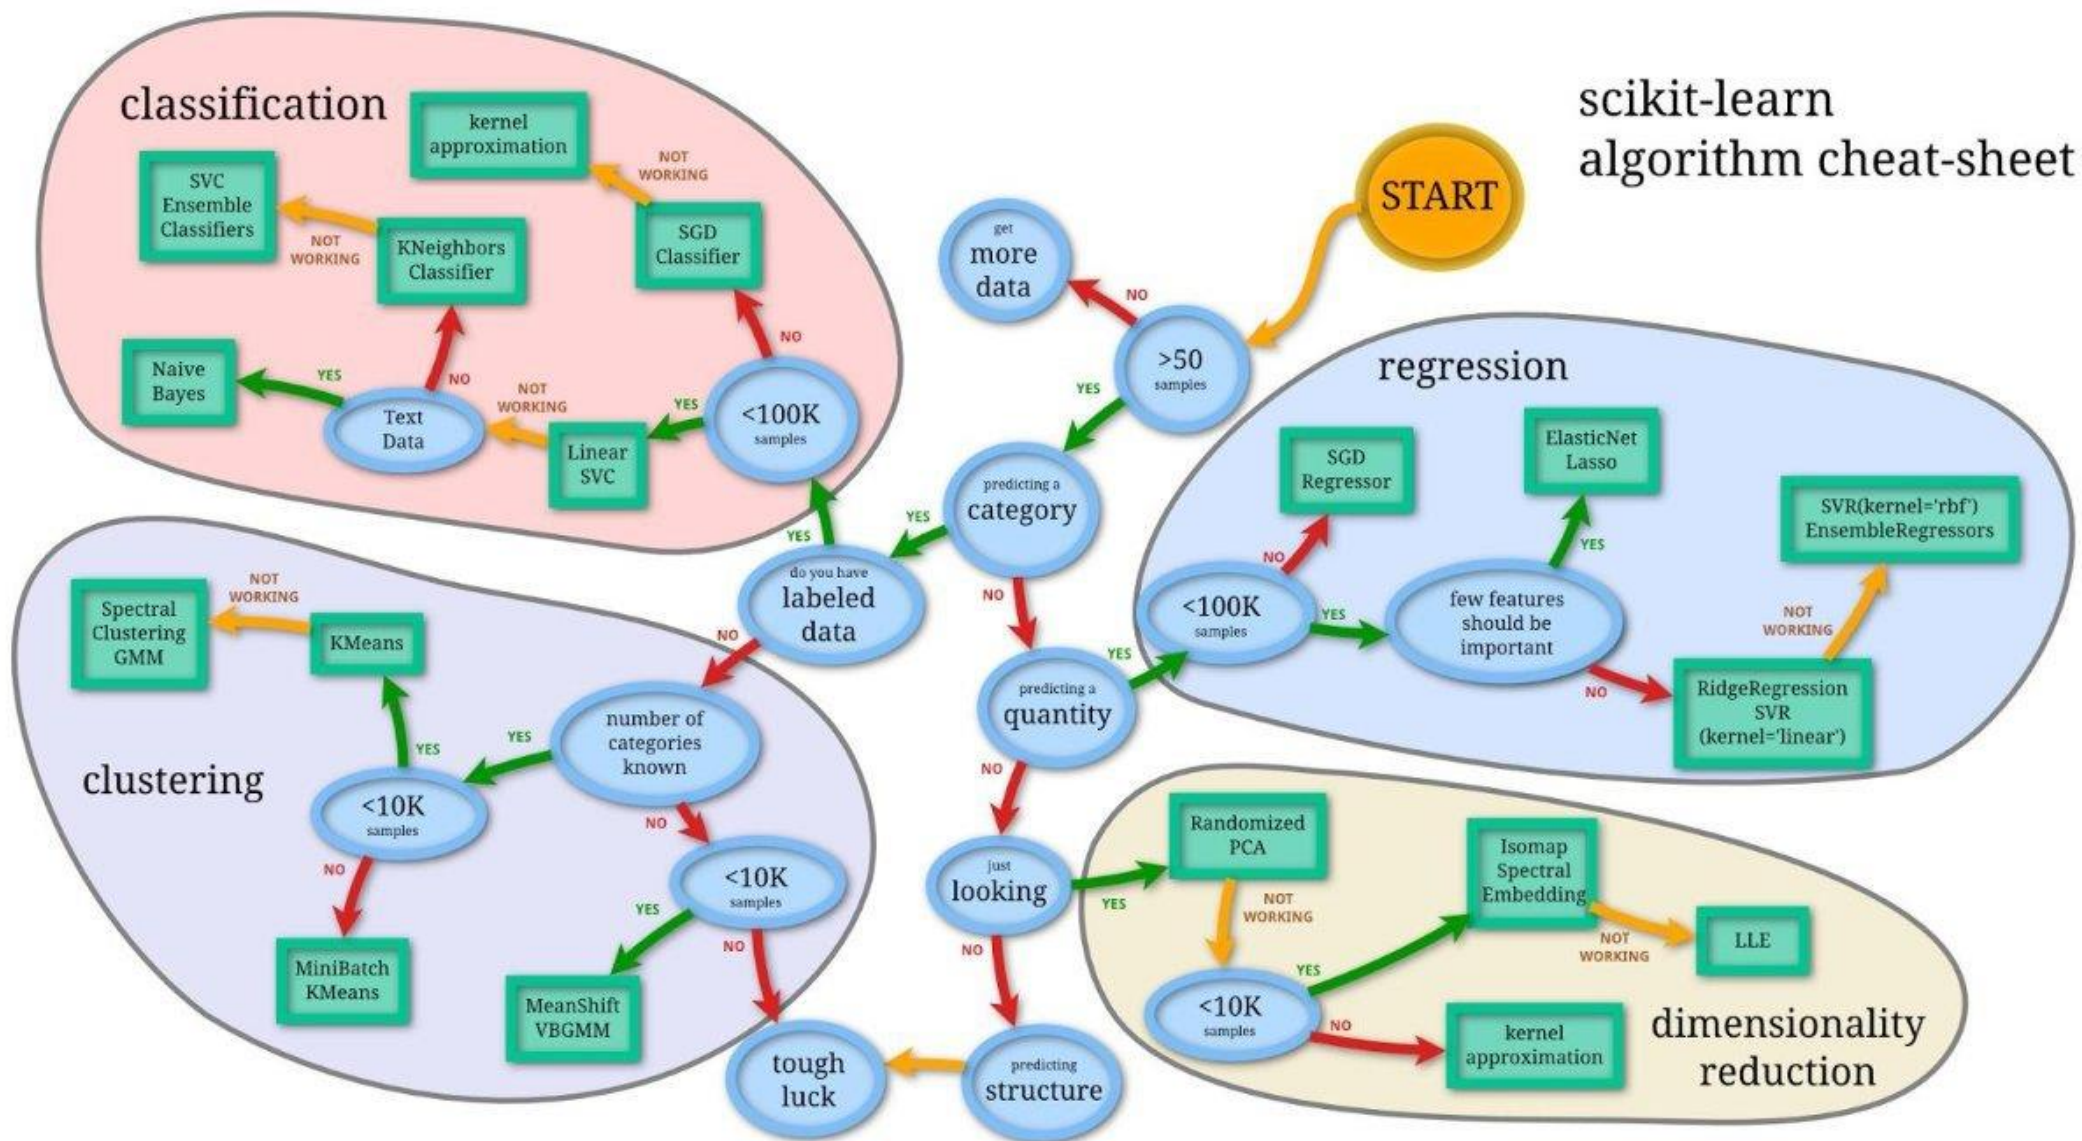 scikit-learn
algorithm cheat-sheet
START
classification
kernel
approximation
NOT
WORKING
SVC
Ensemble
Classifiers
NOT
WORKING
KNeighbors
Classifier
SGD
Classifier
NO
Naive
Bayes
YES
Text
Data
NO
NOT
WORKING
Linear
SVC
YES
<100K
samples
get
more
data
NO
>50
samples
YES
predicting a
category
YES
NO
YES
do you have
labeled
data
NO
predicting a
quantity
YES
NO
just
looking
YES
NO
predicting
structure
tough
luck
regression
SGD
Regressor
NO
<100K
samples
YES
ElasticNet
Lasso
YES
few features
should be
important
NO
SVR(kernel='rbf')
EnsembleRegressors
NOT
WORKING
RidgeRegression
SVR
(kernel='linear')
clustering
Spectral
Clustering
GMM
NOT
WORKING
KMeans
YES
<10K
samples
YES
number of
categories
known
NO
NO
MiniBatch
KMeans
<10K
samples
YES
NO
MeanShift
VBGMM
Randomized
PCA
NOT
WORKING
<10K
samples
YES
Isomap
Spectral
Embedding
NOT
WORKING
LLE
NO
kernel
approximation
dimensionality
reduction